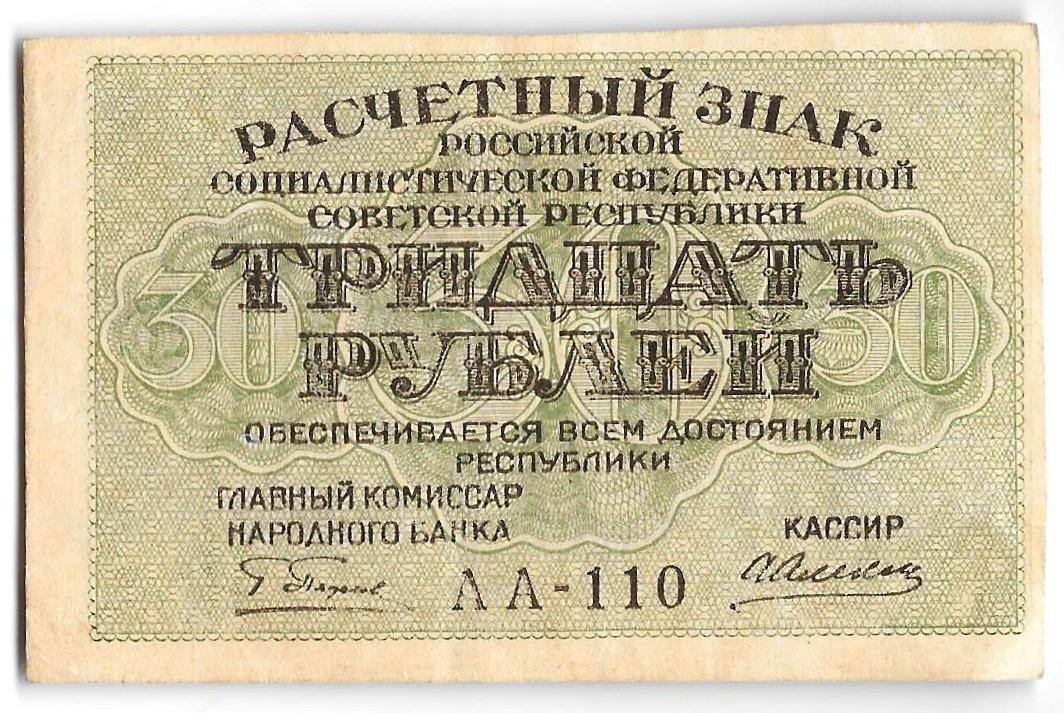 РАСЧЕТНЫЙ ЗНАК
РОССИЙСКОЙ
СОЦИАЛИСТИЧЕСКОЙ ФЕДЕРАТИВНОЙ
СОВЕТСКОЙ РЕСПУБЛИКИ
ТРИДЦАТЬ
30 30 30
РУБЛЕЙ
ОБЕСПЕЧИВАЕТСЯ ВСЕМ ДОСТОЯНИЕМ
РЕСПУБЛИКИ
ГЛАВНЫЙ КОМИССАР
НАРОДНОГО БАНКА
КАССИР
АА-110